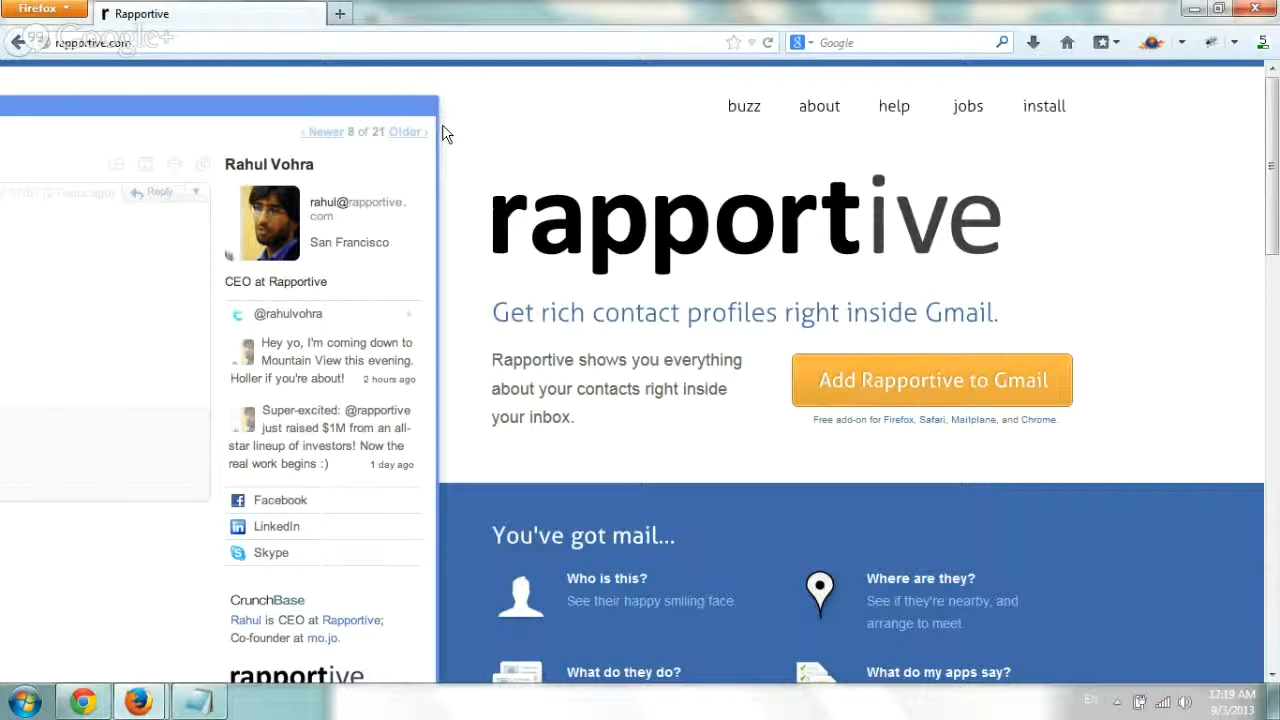 Firefox
Rapportive
Google+
rapportive.com
Google
5
buzz about help jobs install
‹ Newer 8 of 21 Older ›
Rahul Vohra
Reply
rahul@rapportive.
com
San Francisco
CEO at Rapportive
@rahulvohra
Hey yo, I'm coming down to
Mountain View this evening.
Holler if you're about! 2 hours ago
Super-excited: @rapportive
just raised $1M from an all-
star lineup of investors! Now the
real work begins :) 1 day ago
Facebook
LinkedIn
Skype
CrunchBase
Rahul is CEO at Rapportive;
Co-founder at mo.jo.
rapportive
rapportive
Get rich contact profiles right inside Gmail.
Rapportive shows you everything
about your contacts right inside
your inbox.
Add Rapportive to Gmail
Free add-on for Firefox, Safari, Mailplane, and Chrome.
You've got mail...
Who is this?
See their happy smiling face.
Where are they?
See if they're nearby, and
arrange to meet.
What do they do?
What do my apps say?
EN
12:19 AM
9/3/2013